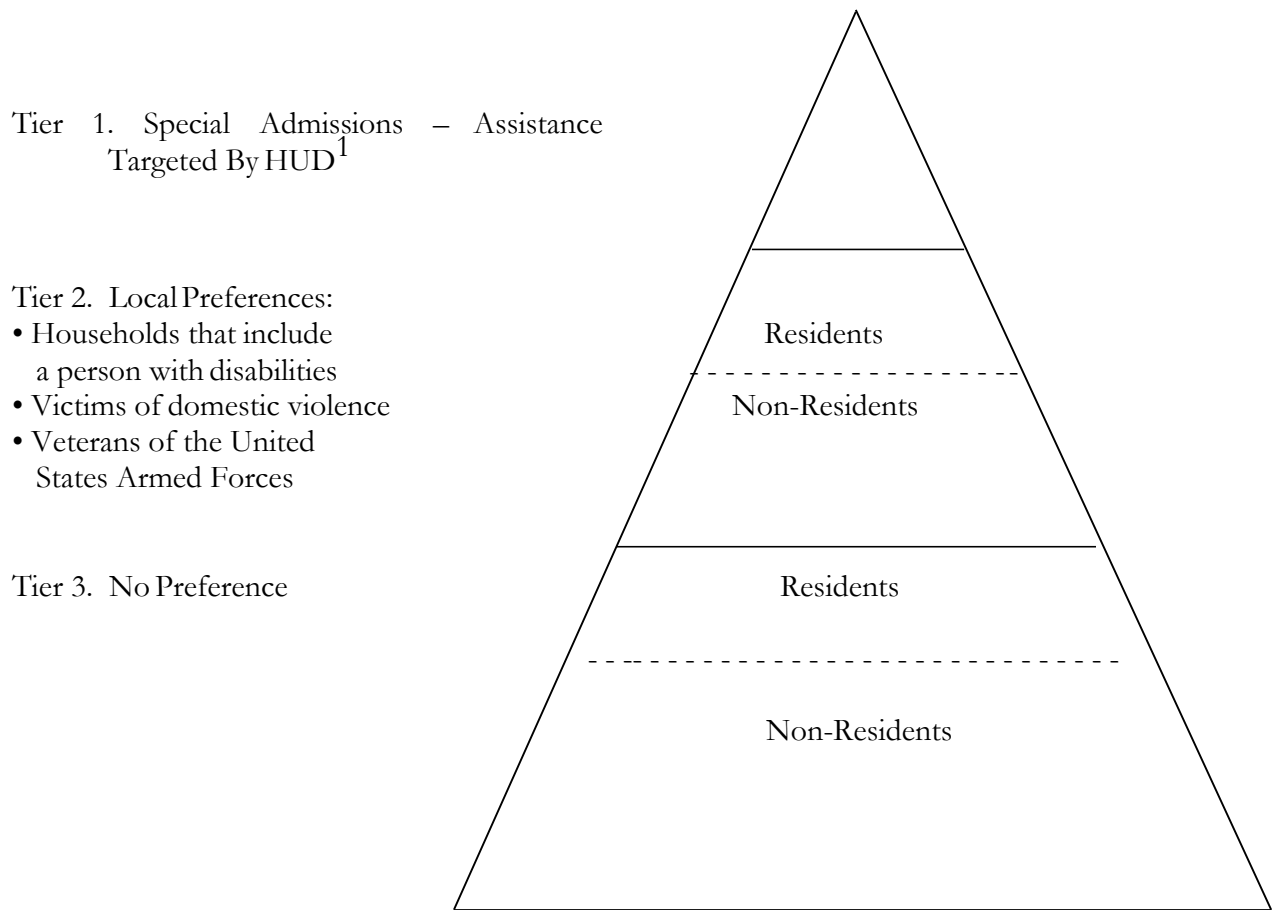 Tier 1. Special Admissions – Assistance
Targeted By HUD1
Tier 2. Local Preferences:
• Households that include
a person with disabilities
• Victims of domestic violence
• Veterans of the United
States Armed Forces
Residents
Non-Residents
Tier 3. No Preference
Residents
Non-Residents